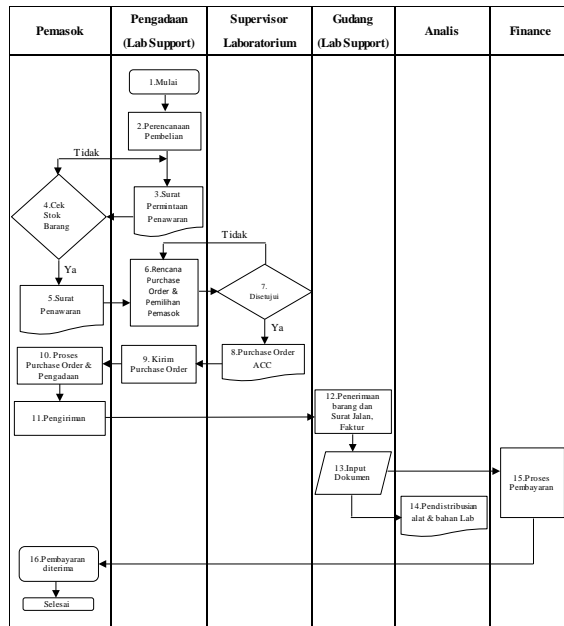 Pemasok
Pengadaan
(Lab Support)
Supervisor
Laboratorium
Gudang
(Lab Support)
Analis
Finance
1.Mulai
2.Perencanaan
Pembelian
Tidak
3.Surat
Permintaan
Penawaran
4.Cek
Stok
Barang
Ya
5.Surat
Penawaran
Tidak
6.Rencana
Purchase
Order &
Pemilihan
Pemasok
7.
Disetujui
Ya
8.Purchase Order
ACC
9. Kirim
Purchase Order
10. Proses
Purchase Order &
Pengadaan
11.Pengiriman
12.Penerimaan
barang dan
Surat Jalan,
Faktur
13.Input
Dokumen
14.Pendistribusian
alat & bahan Lab
15.Proses
Pembayaran
16.Pembayaran
diterima
Selesai